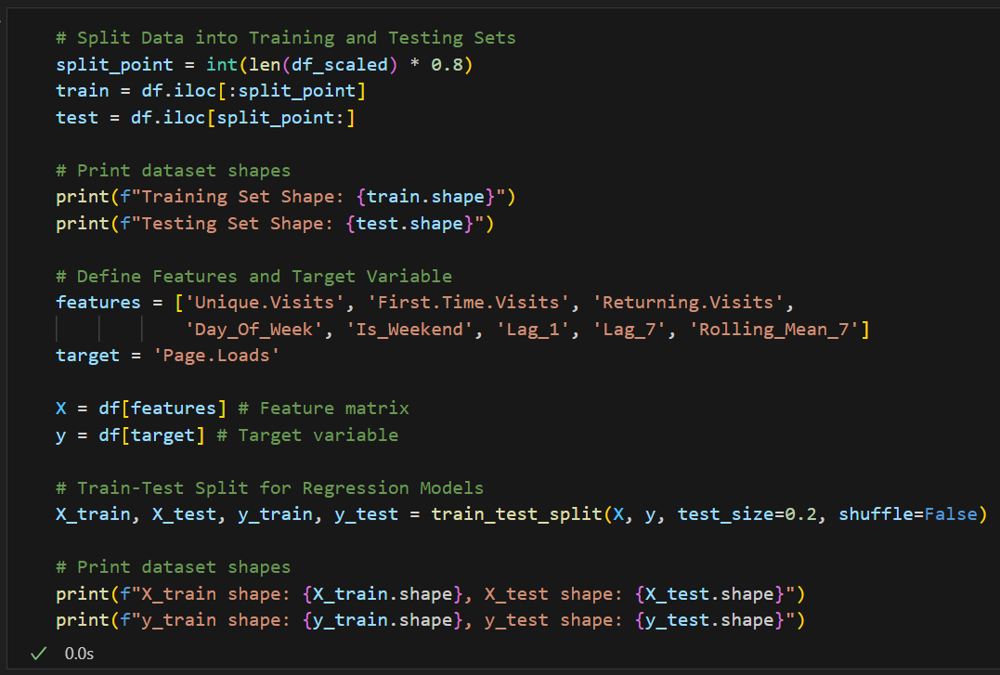 # Split Data into Training and Testing Sets
split_point = int(len(df_scaled) * 0.8)
train = df.iloc[:split_point]
test = df.iloc[split_point:]
# Print dataset shapes
print(f"Training Set Shape: {train.shape}")
print(f"Testing Set Shape: {test.shape}")
# Define Features and Target Variable
features = ['Unique.Visits', 'First.Time.Visits', 'Returning.Visits',
'Day_Of_Week', 'Is_Weekend', 'Lag_1', 'Lag_7', 'Rolling_Mean_7']
target = 'Page.Loads'
X = df[features] # Feature matrix
y = df[target] # Target variable
# Train-Test Split for Regression Models
X_train, X_test, y_train, y_test = train_test_split(X, y, test_size=0.2, shuffle=False)
# Print dataset shapes
print(f"X_train shape: {X_train.shape}, X_test shape: {X_test.shape}")
print(f"y_train shape: {y_train.shape}, y_test shape: {y_test.shape}")
0.0s